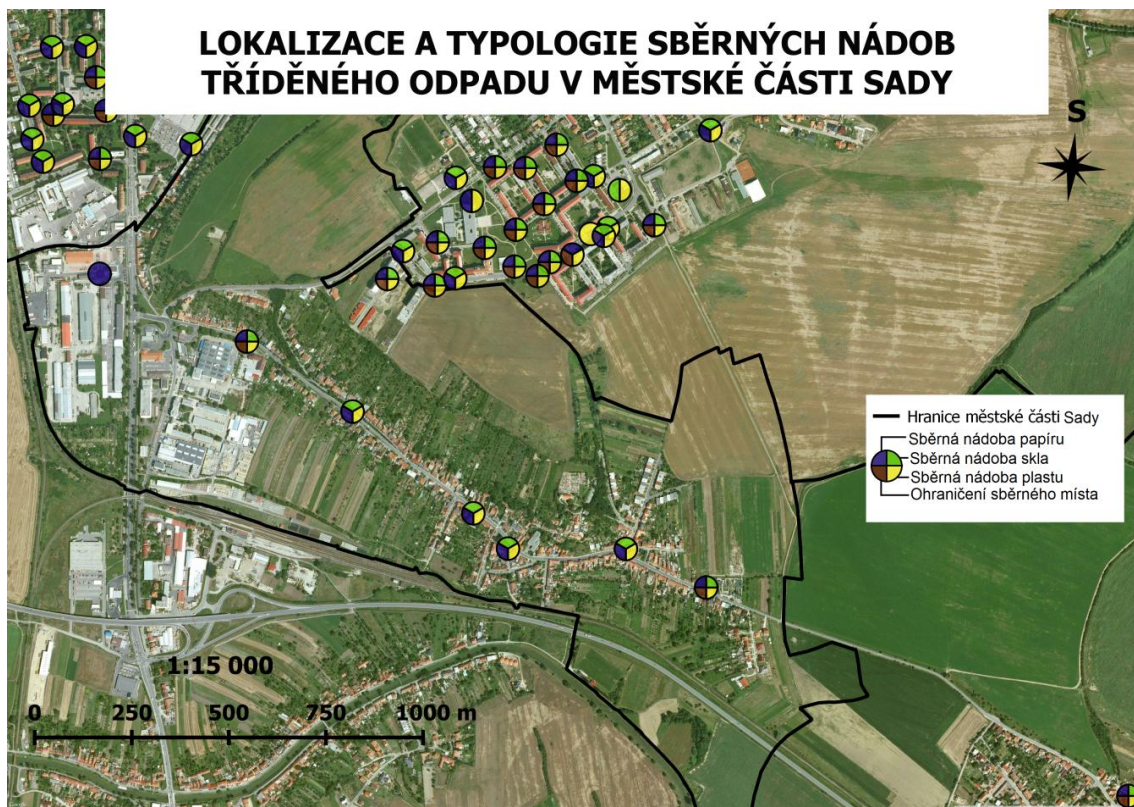 LOKALIZACE A TYPOLOGIE SBĚRNÝCH NÁDOB
TŘÍDĚNÉHO ODPADU V MĚSTSKÉ ČÁSTI SADY
S
Hranice městské části Sady
Sběrná nádoba papíru
Sběrná nádoba skla
Sběrná nádoba plastu
Ohraničení sběrného místa
1:15 000
0 250 500 750 1000 m